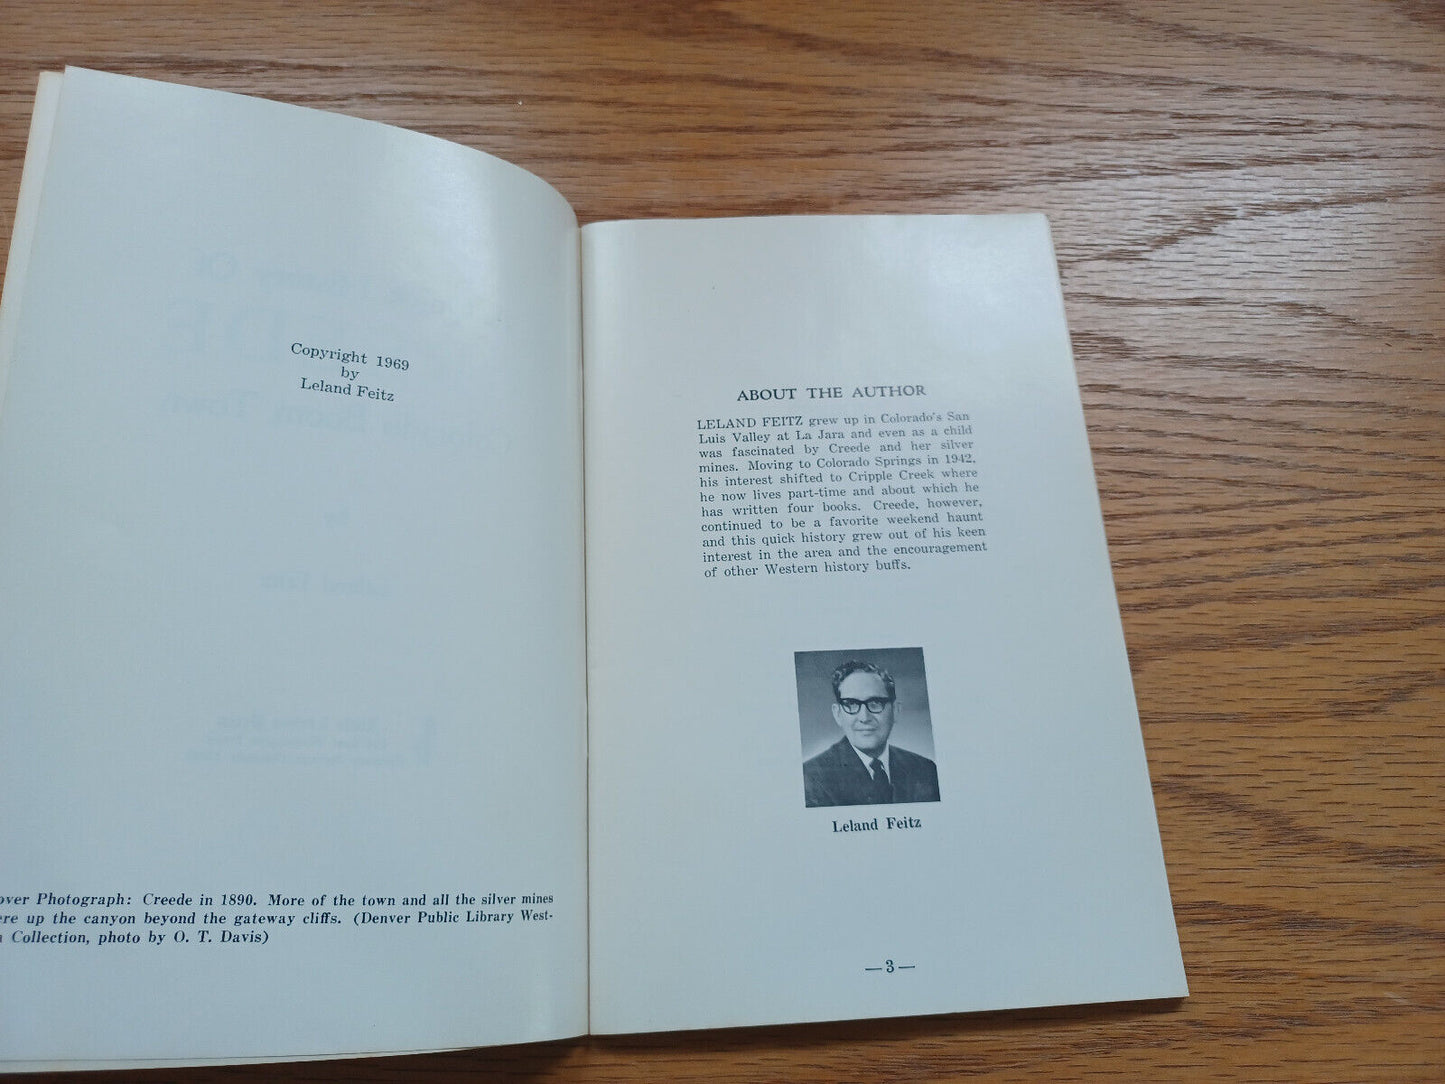 Copyright 1969
by
Leland Feitz
over Photograph: Creede in 1890. More of the town and all the silver mines
ere up the canyon beyond the gateway cliffs. (Denver Public Library West-
Collection, photo by O. T. Davis)
ABOUT THE AUTHOR
LELAND FEITZ grew up in Colorado's San
Luis Valley at La Jara and even as a child
was fascinated by Creede and her silver
mines. Moving to Colorado Springs in 1942,
his interest shifted to Cripple Creek where
he now lives part-time and about which he
has written four books. Creede, however,
continued to be a favorite weekend haunt
and this quick history grew out of his keen
interest in the area and the encouragement
of other Western history buffs.
Leland Feitz
— 3 —